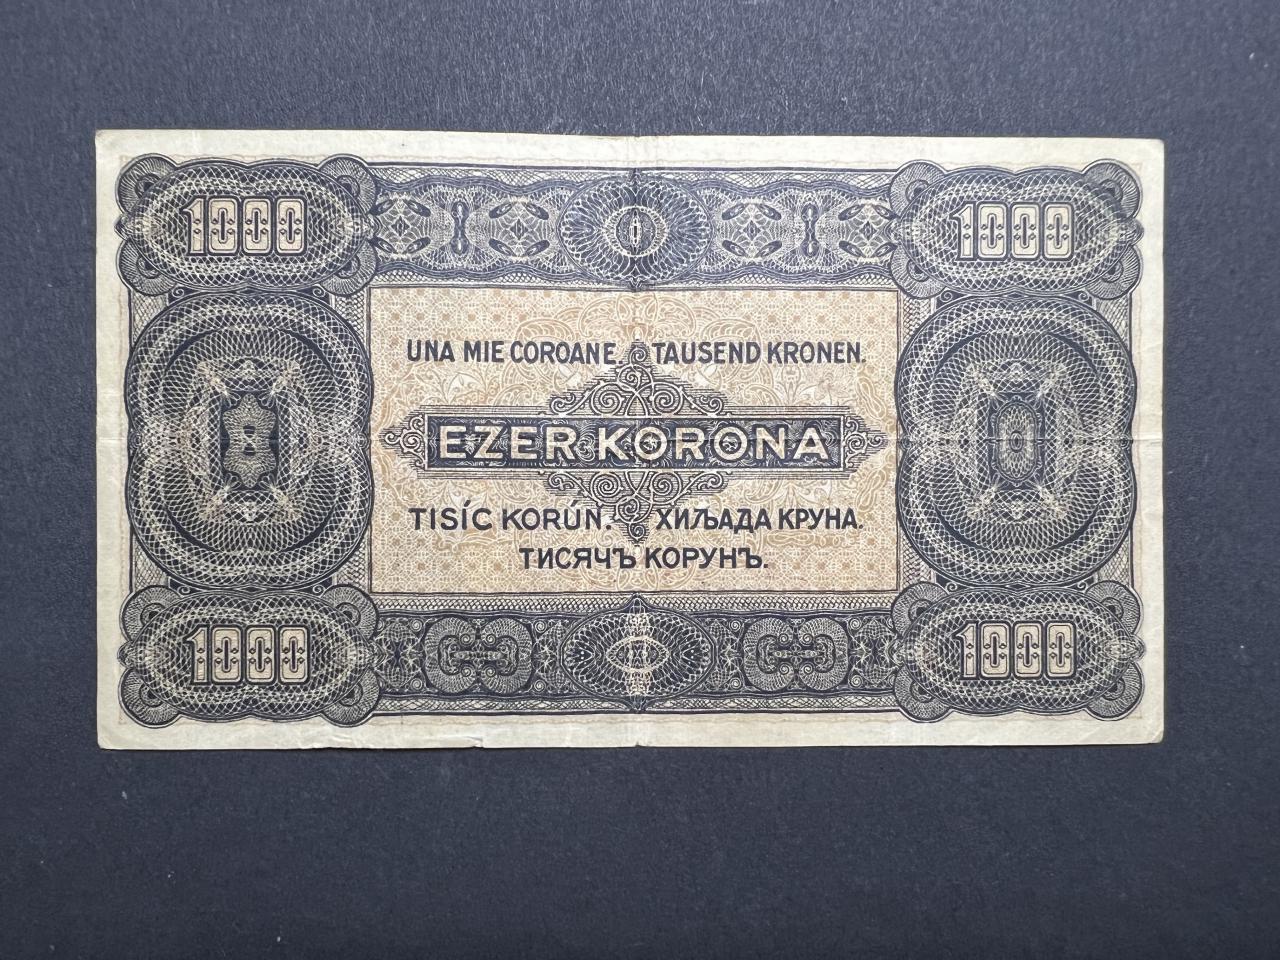 1000 1000
UNA MIE COROANE. TAUSEND KRONEN.
EZER KORONA
TISÍC KORÚN. ХИЉАДА КРУНА.
ТИСЯЧЪ КОРУНЪ.
1000 1000